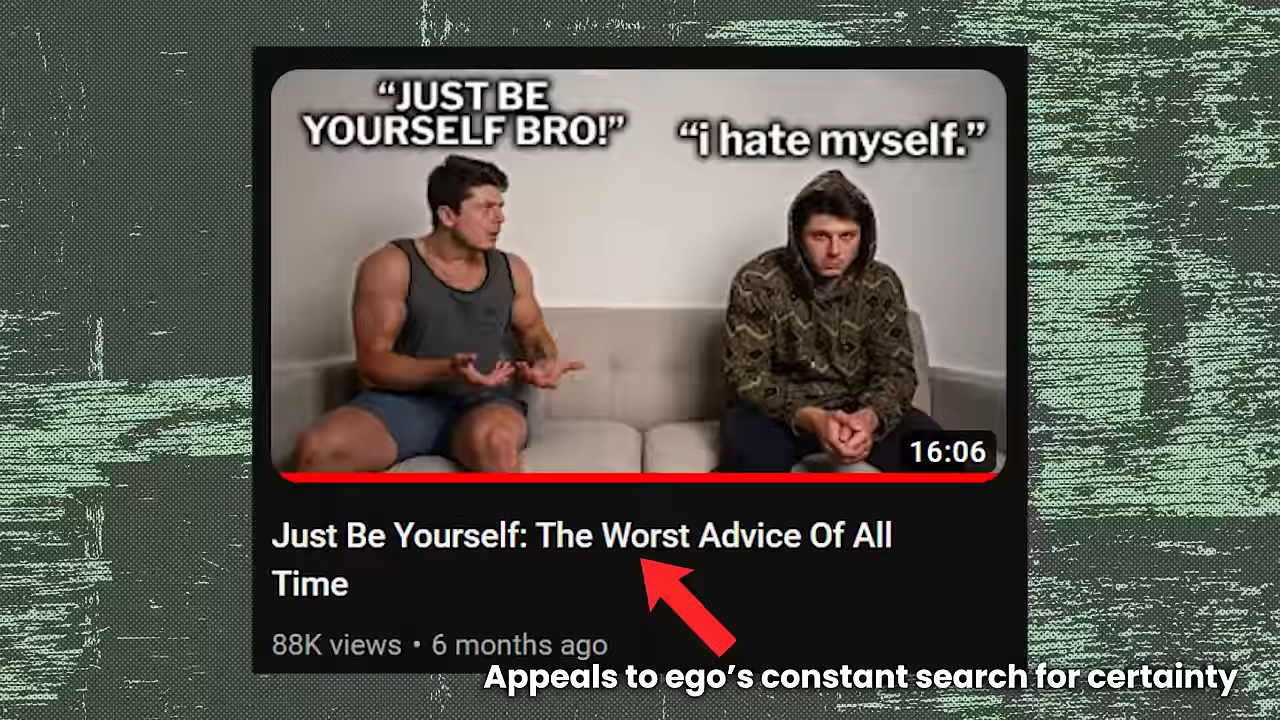 “JUST BE
YOURSELF BRO!”
“i hate myself.”
16:06
Just Be Yourself: The Worst Advice Of All
Time
88K views • 6 months ago
Appeals to ego’s constant search for certainty